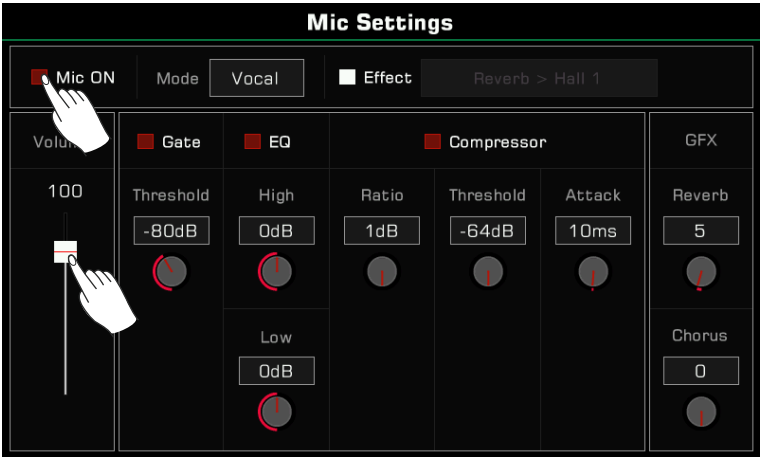 Mic Settings
Mic ON
Mode
Vocal
Effect
Reverb > Hall 1
Gate
EQ
Compressor
GFX
100
Threshold
High
Ratio
Threshold
Attack
Reverb
-80dB
0dB
1dB
-64dB
10ms
5
Low
Chorus
0dB
0